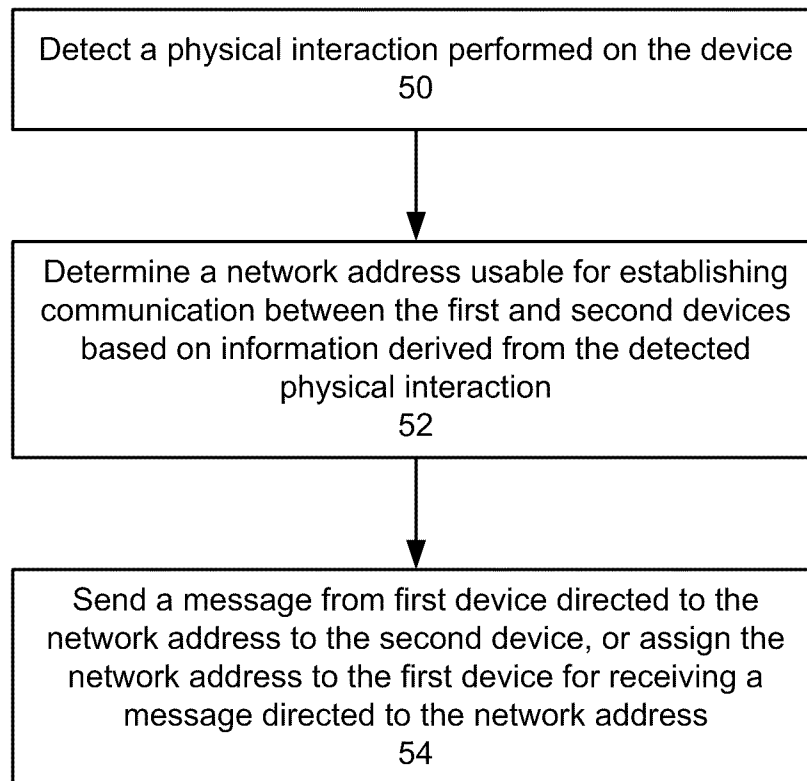 Detect a physical interaction performed on the device
50
Determine a network address usable for establishing
communication between the first and second devices
based on information derived from the detected
physical interaction
52
Send a message from first device directed to the
network address to the second device, or assign the
network address to the first device for receiving a
message directed to the network address
54